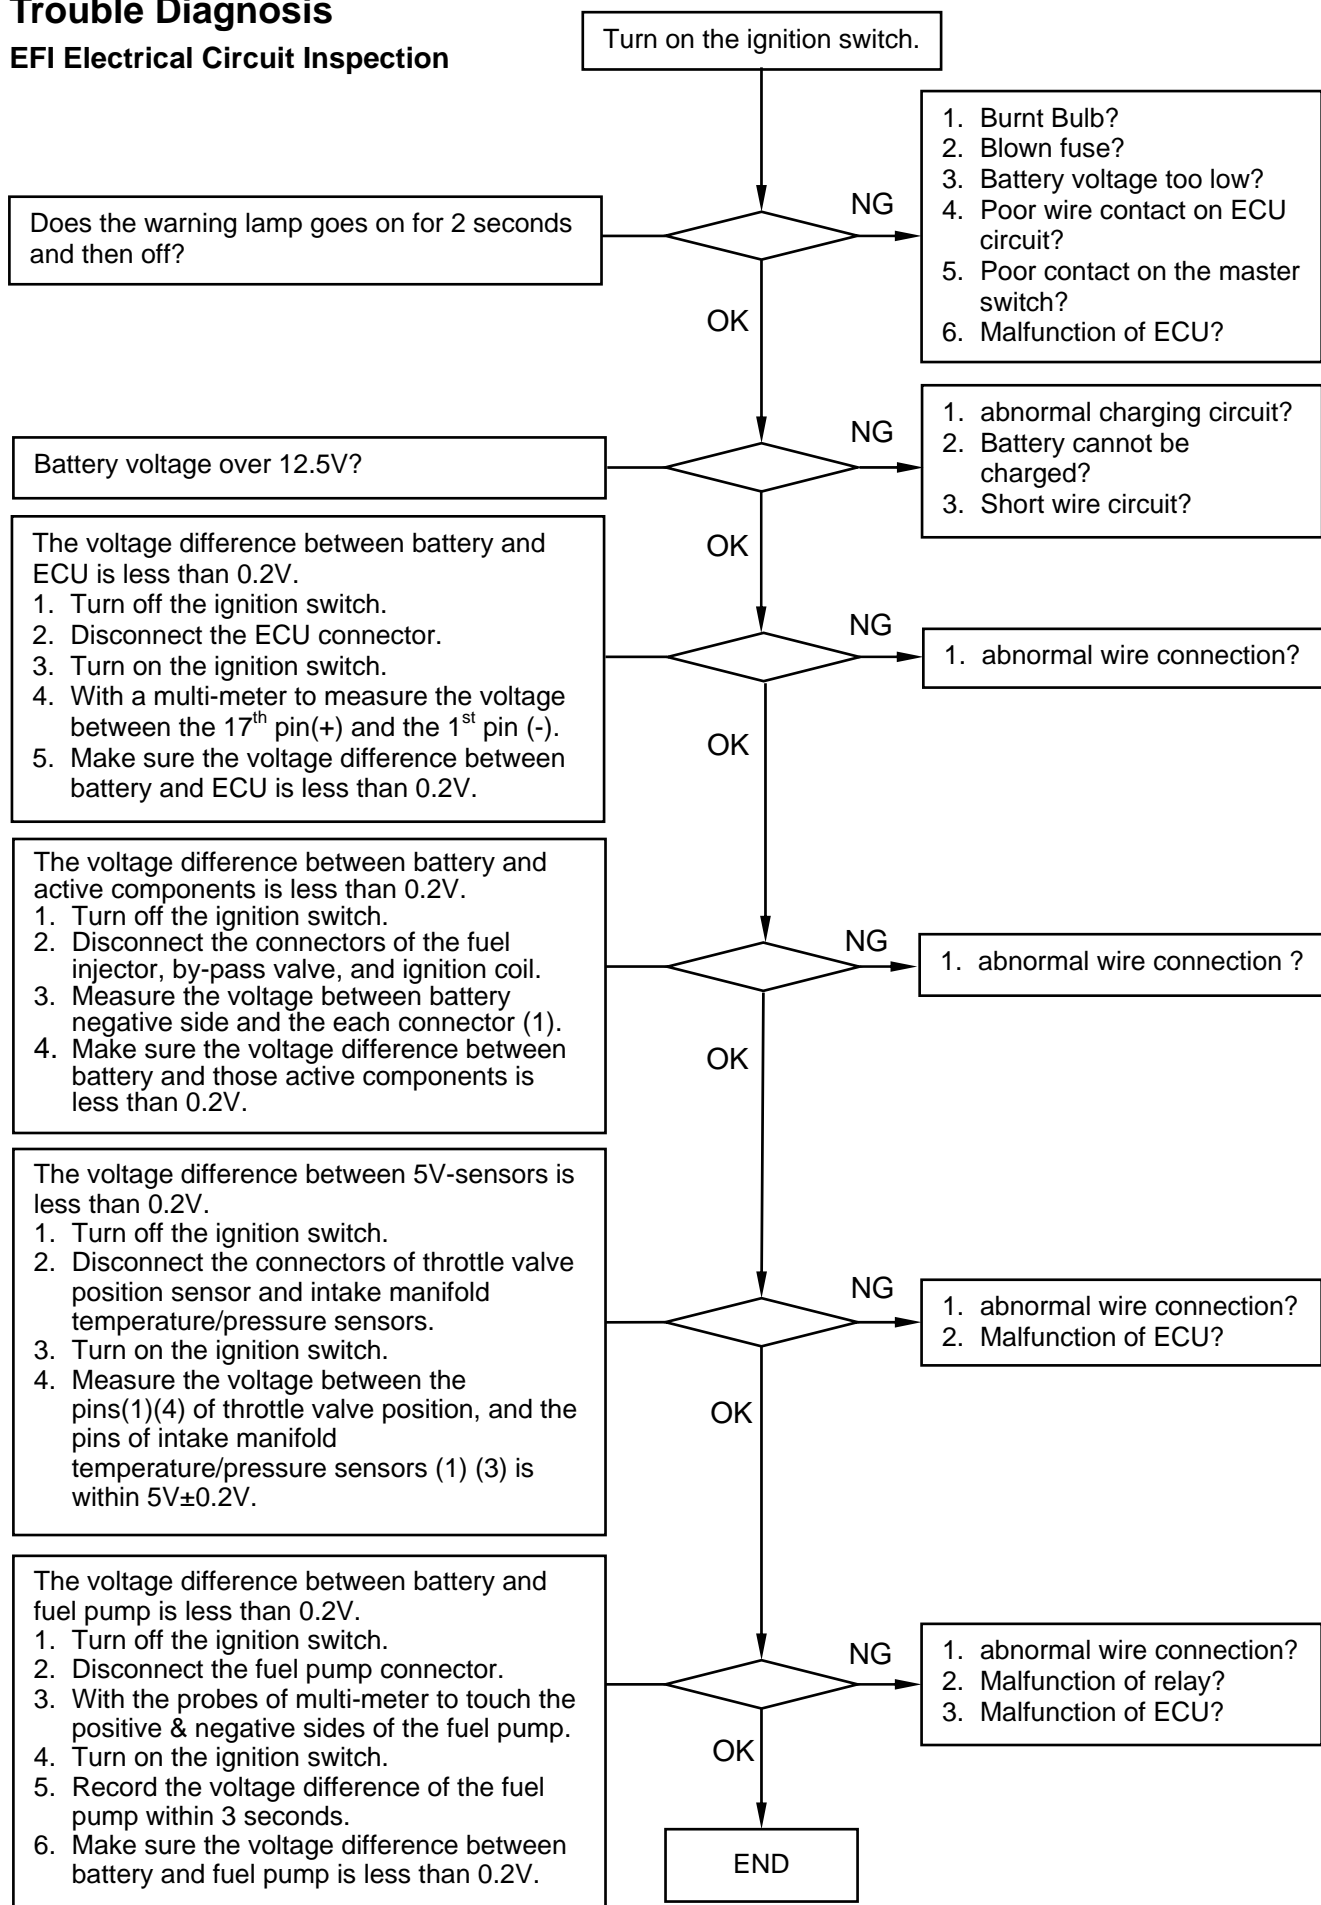 Trouble Diagnosis
EFI Electrical Circuit Inspection
Turn on the ignition switch.
Does the warning lamp goes on for 2 seconds
and then off?
NG
1. Burnt Bulb?
2. Blown fuse?
3. Battery voltage too low?
4. Poor wire contact on ECU
circuit?
5. Poor contact on the master
switch?
6. Malfunction of ECU?
OK
Battery voltage over 12.5V?
NG
1. abnormal charging circuit?
2. Battery cannot be
charged?
3. Short wire circuit?
OK
The voltage difference between battery and
ECU is less than 0.2V.
1. Turn off the ignition switch.
2. Disconnect the ECU connector.
3. Turn on the ignition switch.
4. With a multi-meter to measure the voltage
between the 17th pin(+) and the 1st pin (-).
5. Make sure the voltage difference between
battery and ECU is less than 0.2V.
NG
1. abnormal wire connection?
OK
The voltage difference between battery and
active components is less than 0.2V.
1. Turn off the ignition switch.
2. Disconnect the connectors of the fuel
injector, by-pass valve, and ignition coil.
3. Measure the voltage between battery
negative side and the each connector (1).
4. Make sure the voltage difference between
battery and those active components is
less than 0.2V.
NG
1. abnormal wire connection ?
OK
The voltage difference between 5V-sensors is
less than 0.2V.
1. Turn off the ignition switch.
2. Disconnect the connectors of throttle valve
position sensor and intake manifold
temperature/pressure sensors.
3. Turn on the ignition switch.
4. Measure the voltage between the
pins(1)(4) of throttle valve position, and the
pins of intake manifold
temperature/pressure sensors (1) (3) is
within 5V±0.2V.
NG
1. abnormal wire connection?
2. Malfunction of ECU?
OK
The voltage difference between battery and
fuel pump is less than 0.2V.
1. Turn off the ignition switch.
2. Disconnect the fuel pump connector.
3. With the probes of multi-meter to touch the
positive & negative sides of the fuel pump.
4. Turn on the ignition switch.
5. Record the voltage difference of the fuel
pump within 3 seconds.
6. Make sure the voltage difference between
battery and fuel pump is less than 0.2V.
NG
1. abnormal wire connection?
2. Malfunction of relay?
3. Malfunction of ECU?
OK
END